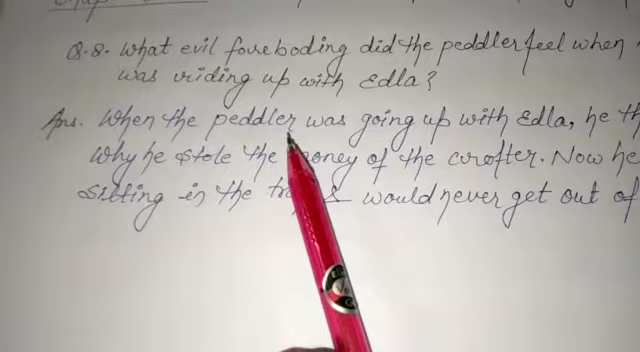 Q.8. What evil foreboding did the peddler feel when
was riding up with Edla?
Ans. When the peddler was going up with Edla, he th
why he stole the money of the crofter. Now he
sitting in the & would never get out of